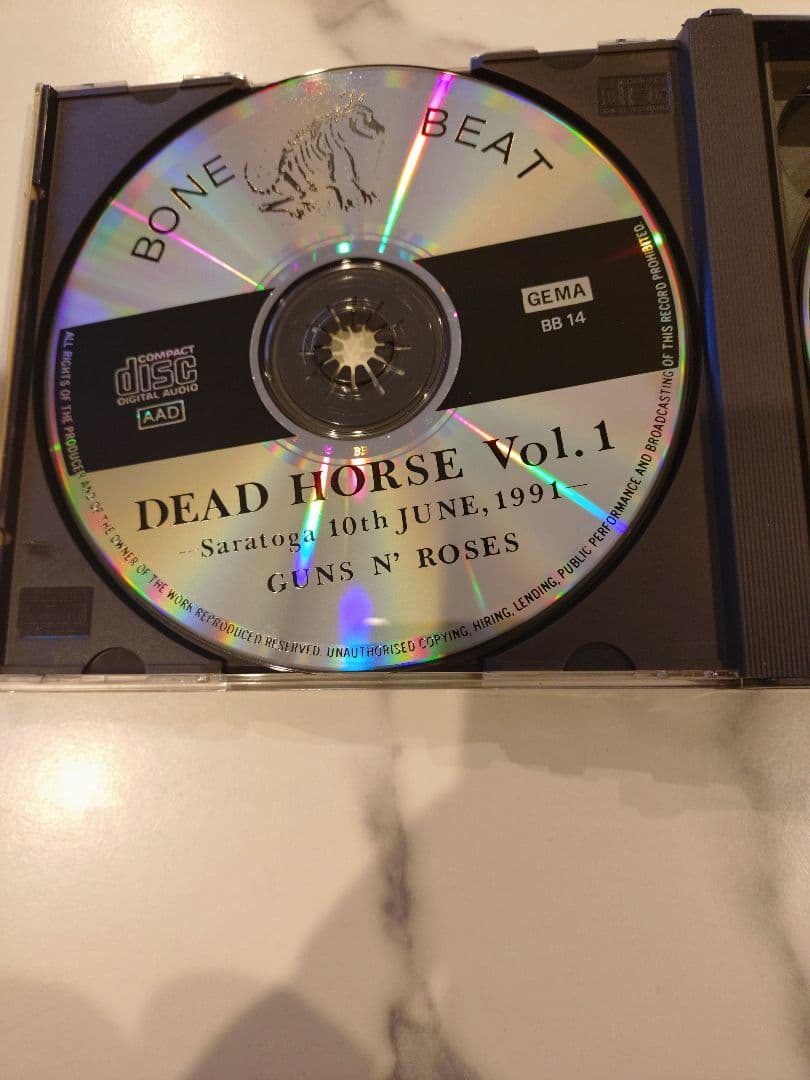 BONE BEAT
GEMA
BB 14
COMPACT
disc
DIGITAL AUDIO
AAD
DEAD HORSE Vol. 1
—Saratoga 10th JUNE, 1991—
GUNS N' ROSES
ALL RIGHTS OF THE PRODUCER AND OF THE OWNER OF THE WORK REPRODUCED RESERVED. UNAUTHORISED COPYING, HIRING, LENDING, PUBLIC PERFORMANCE AND BROADCASTING OF THIS RECORD PROHIBITED.